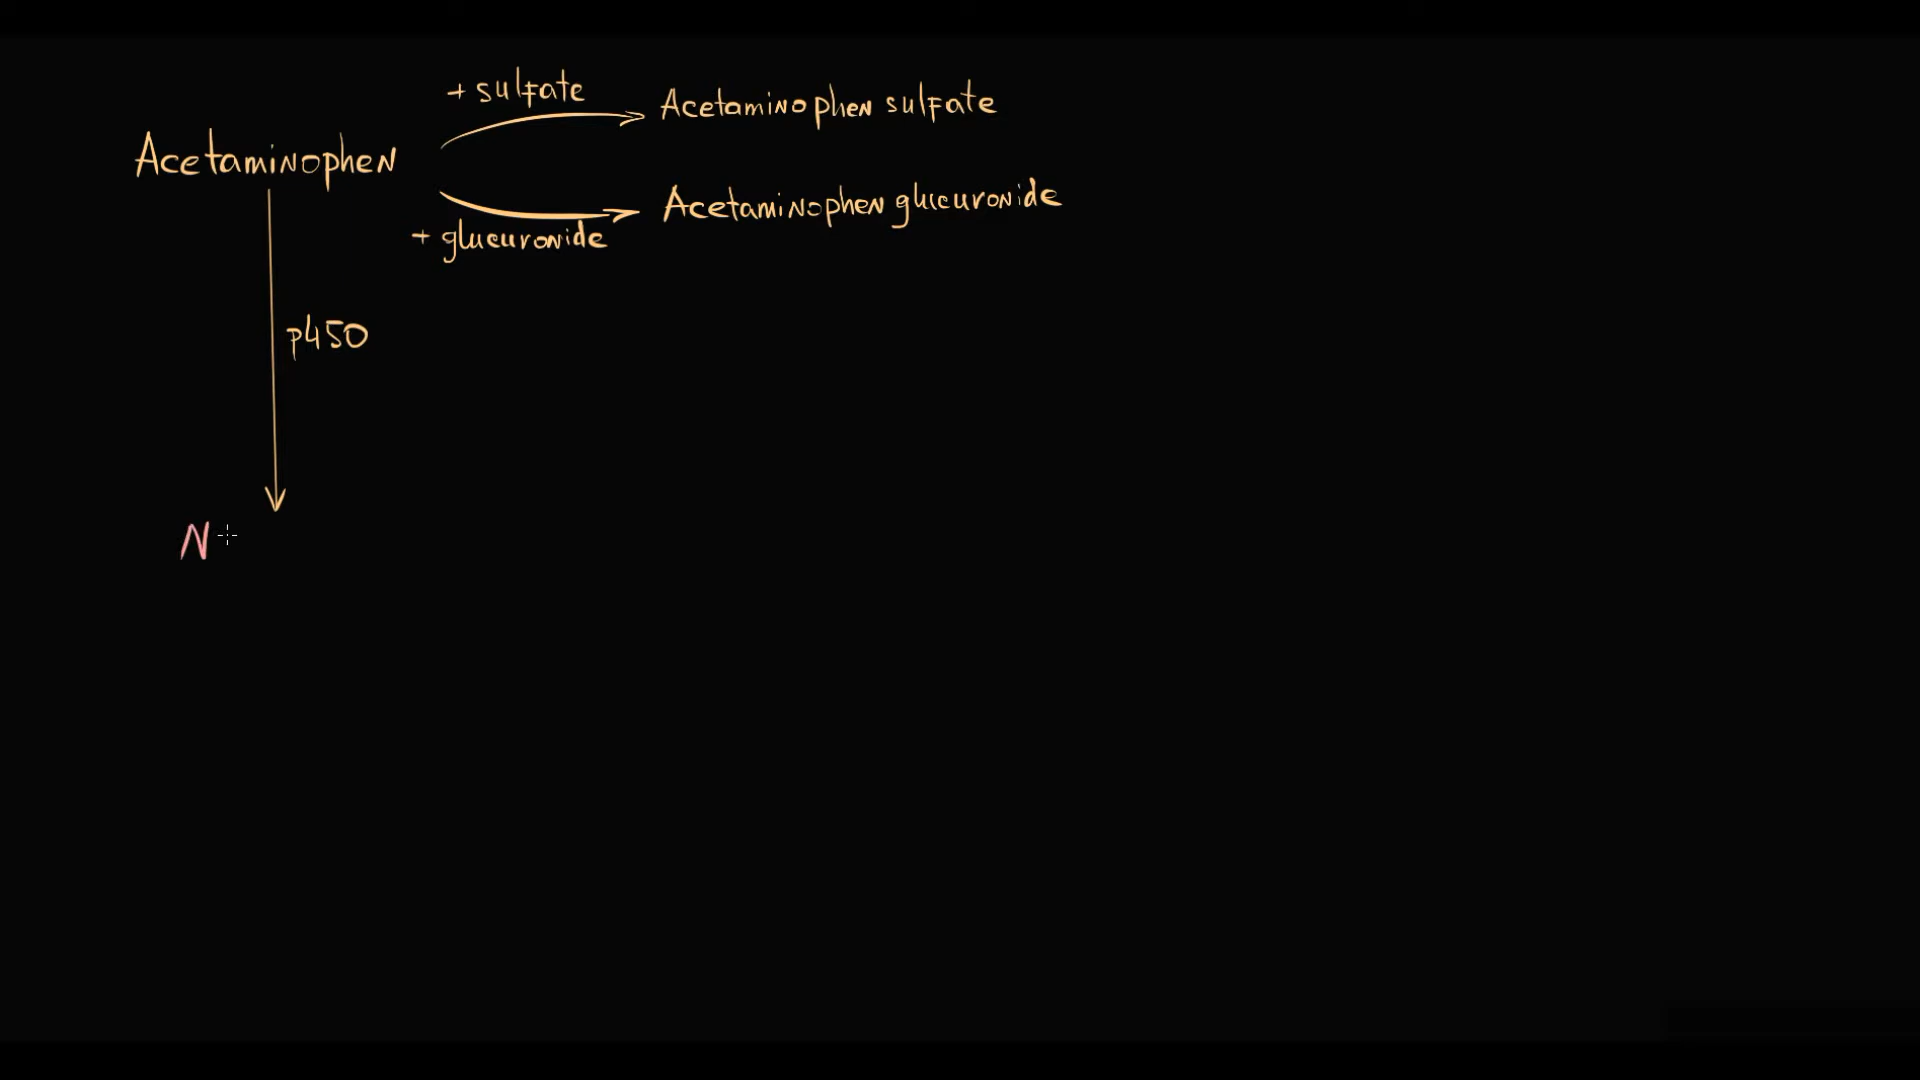 + sulfate
Acetaminophen sulfate
Acetaminophen
Acetaminophen glucuronide
+ glucuronide
p450
N